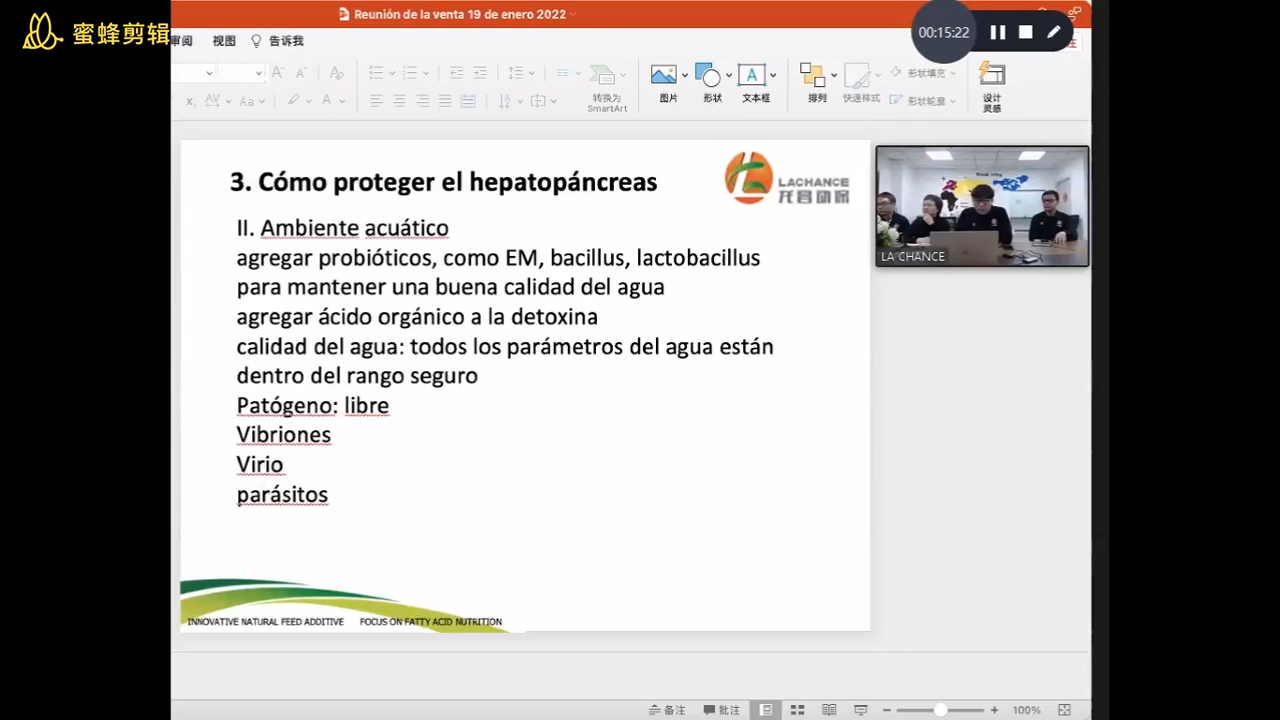 蜜蜂剪辑
Reunión de la venta 19 de enero 2022
00:15:22
审阅 视图 告诉我
转换为
SmartArt
图片 形状 文本框 排列 快速样式
形状填充
形状轮廓
设计
灵感
3. Cómo proteger el hepatopáncreas
LACHANCE
II. Ambiente acuático
agregar probióticos, como EM, bacillus, lactobacillus
para mantener una buena calidad del agua
agregar ácido orgánico a la detoxina
calidad del agua: todos los parámetros del agua están
dentro del rango seguro
Patógeno: libre
Vibriones
Virio
parásitos
INNOVATIVE NATURAL FEED ADDITIVE FOCUS ON FATTY ACID NUTRITION
LA CHANCE
备注 批注 100%